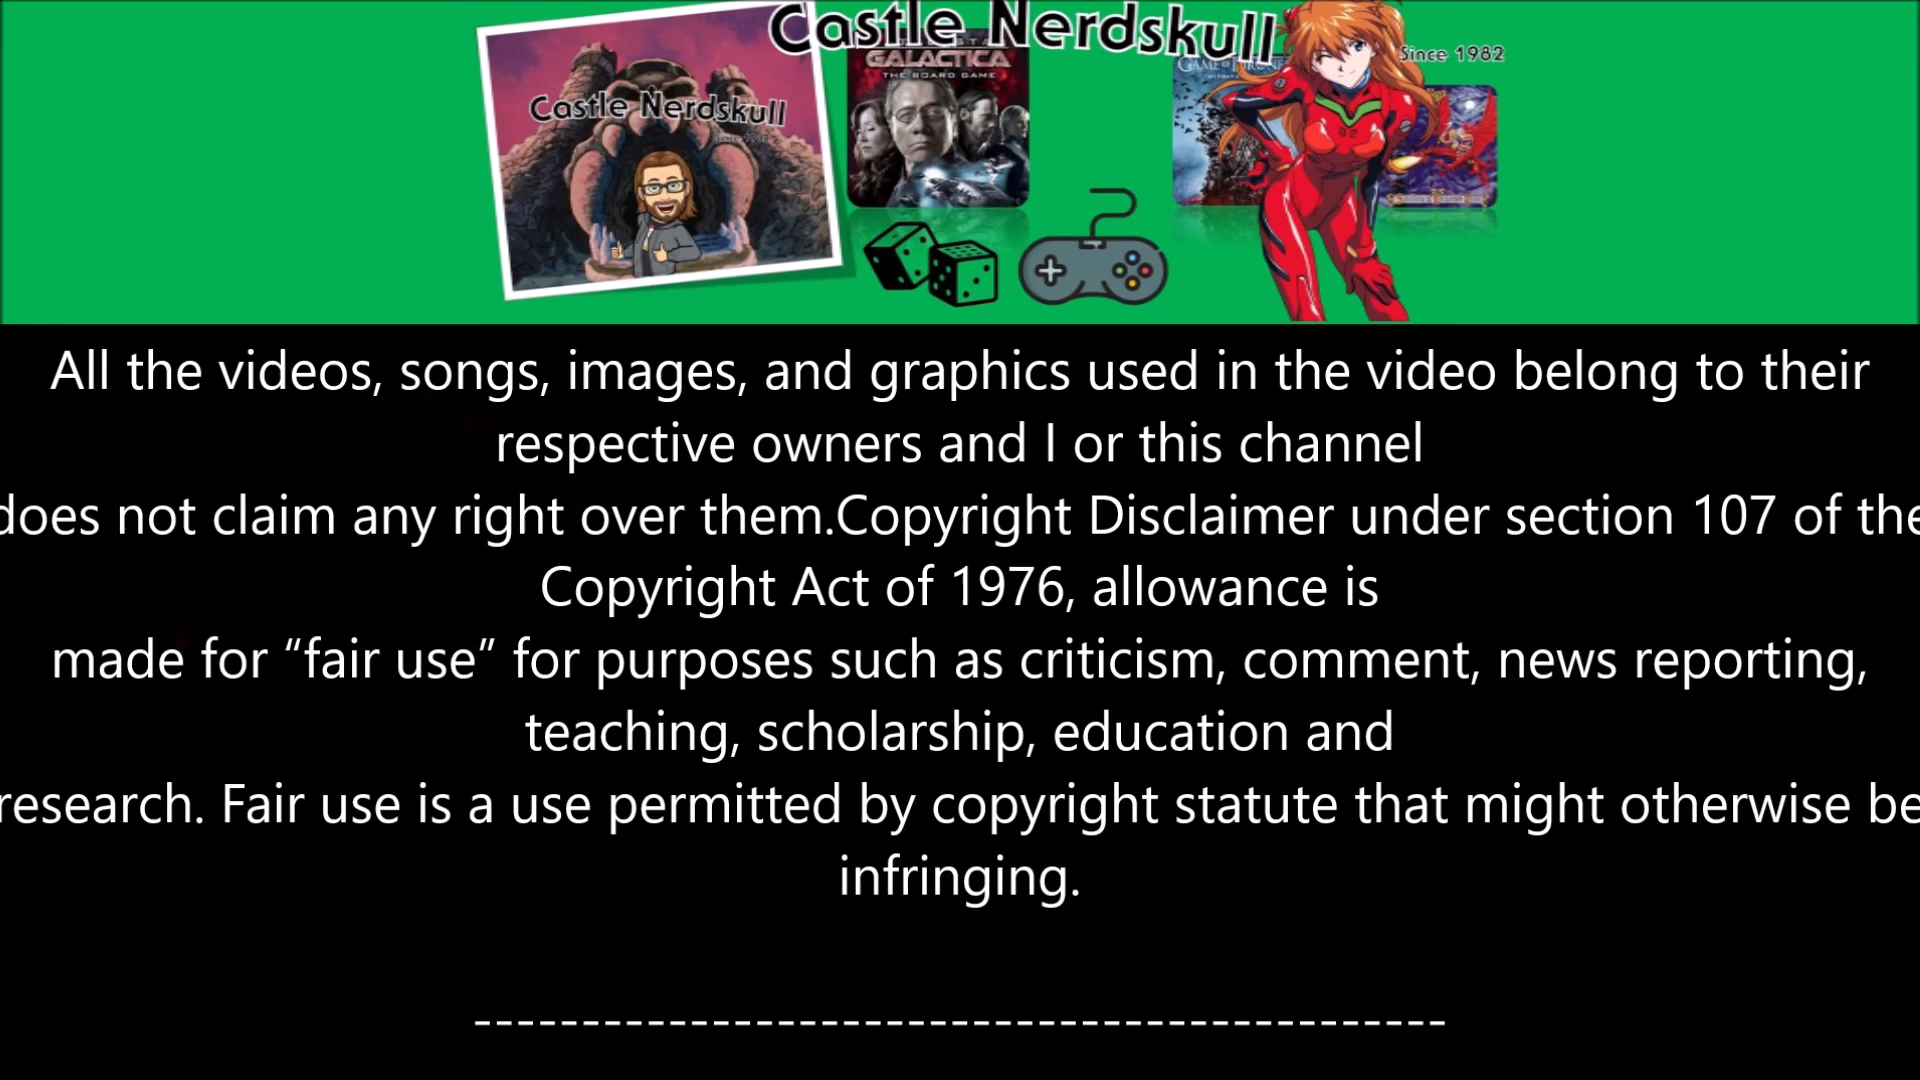 Castle Nerdskull
Since 1982
Castle Nerdskull
GALACTICA
THE BOARD GAME
All the videos, songs, images, and graphics used in the video belong to their
respective owners and I or this channel
does not claim any right over them.Copyright Disclaimer under section 107 of the
Copyright Act of 1976, allowance is
made for “fair use” for purposes such as criticism, comment, news reporting,
teaching, scholarship, education and
research. Fair use is a use permitted by copyright statute that might otherwise be
infringing.
---------------------------------------------